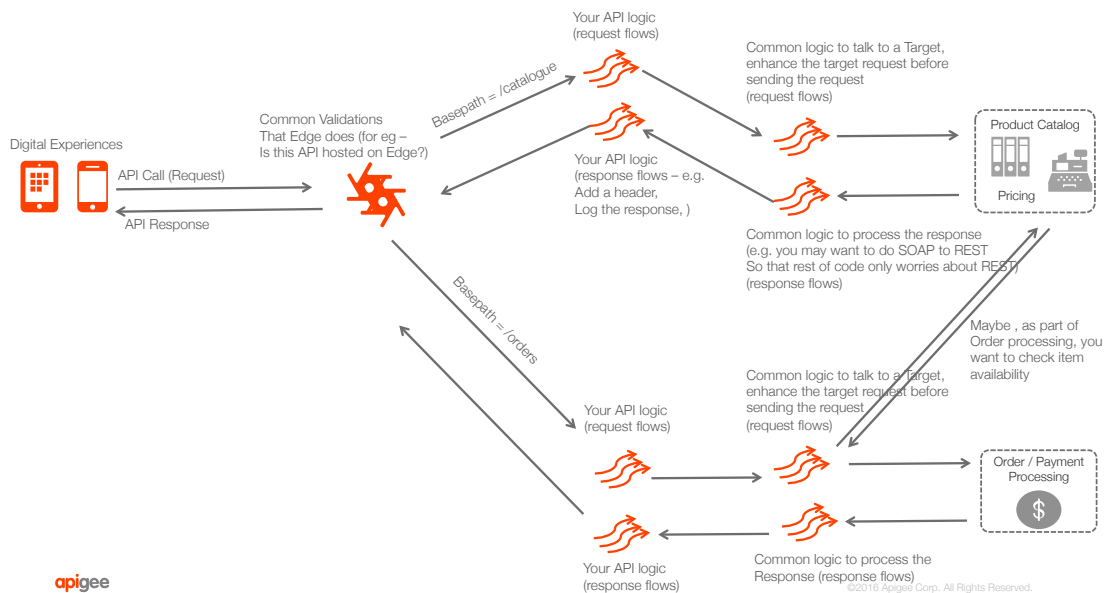 Your API logic
(request flows)
Common logic to talk to a Target,
enhance the target request before
sending the request
(request flows)
Basepath = /catalogue
Common Validations
That Edge does (for eg –
Is this API hosted on Edge?)
Product Catalog
Pricing
Digital Experiences
API Call (Request)
API Response
Your API logic
(response flows – e.g.
Add a header,
Log the response, )
Common logic to process the response
(e.g. you may want to do SOAP to REST
So that rest of code only worries about REST)
(response flows)
Basepath = /orders
Maybe , as part of
Order processing, you
want to check item
availability
Common logic to talk to a Target,
enhance the target request before
sending the request
(request flows)
Your API logic
(request flows)
Order / Payment
Processing
$
Your API logic
(response flows)
Common logic to process the
Response (response flows)
apigee
©2016 Apigee Corp. All Rights Reserved.